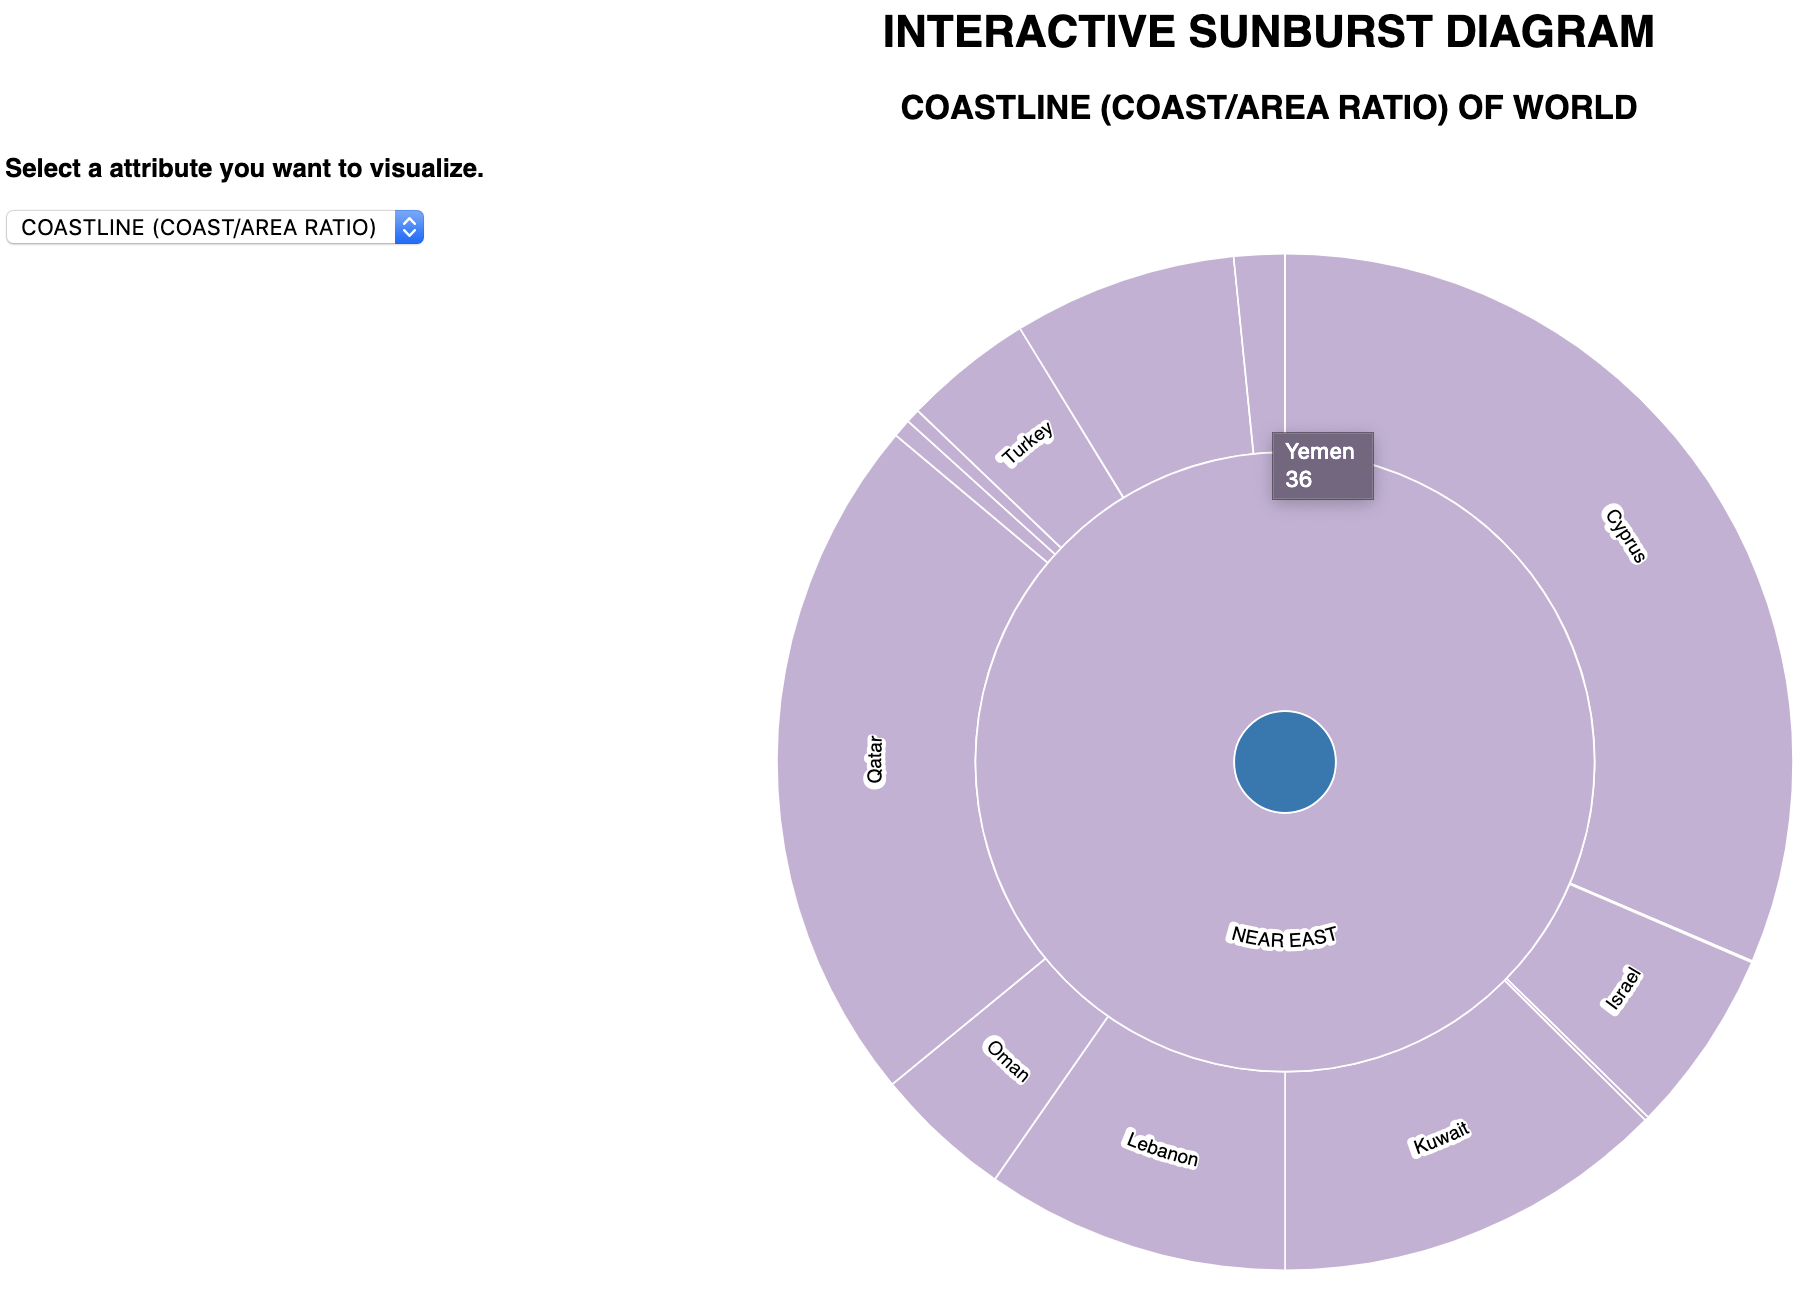 INTERACTIVE SUNBURST DIAGRAM
COASTLINE (COAST/AREA RATIO) OF WORLD
Select a attribute you want to visualize.
COASTLINE (COAST/AREA RATIO)
Turkey
Yemen
36
Cyprus
Qatar
NEAR EAST
Israel
Oman
Lebanon
Kuwait